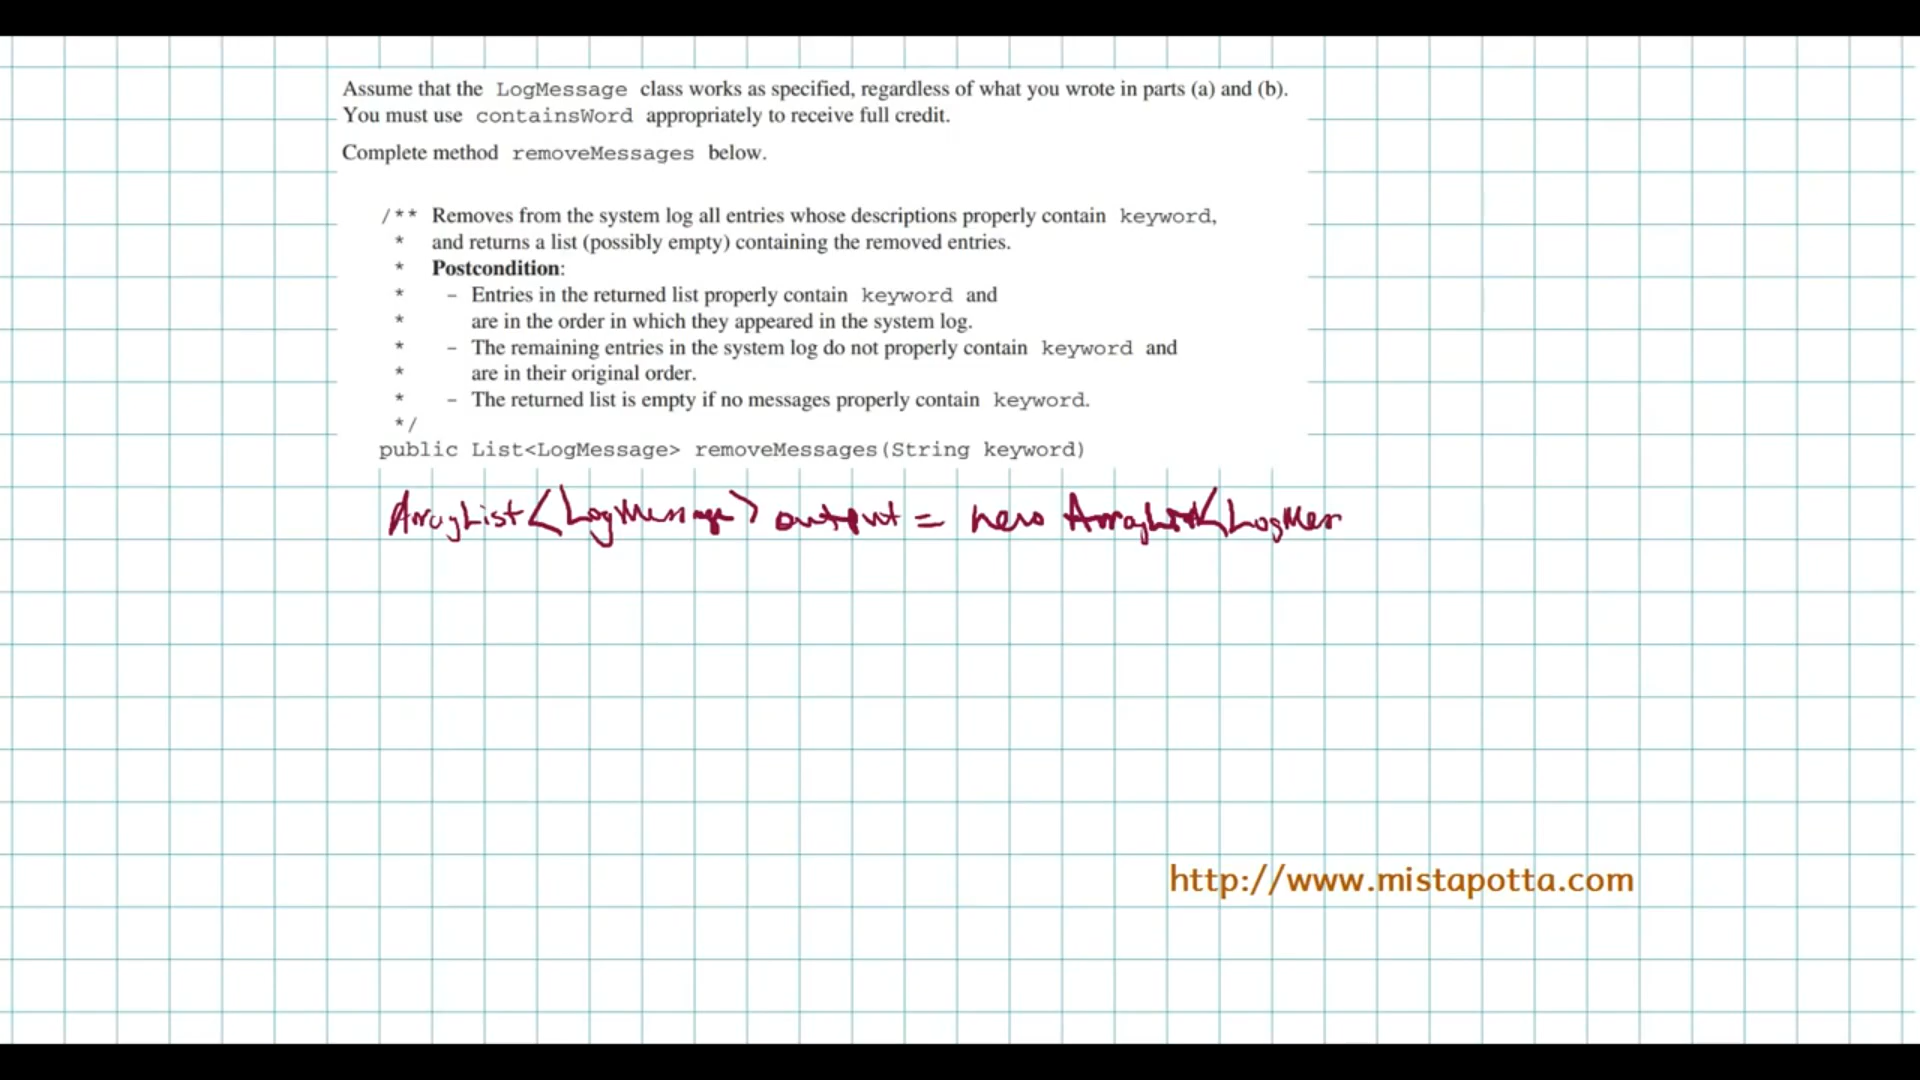 Assume that the LogMessage class works as specified, regardless of what you wrote in parts (a) and (b).
You must use containsWord appropriately to receive full credit.
Complete method removeMessages below.
/** Removes from the system log all entries whose descriptions properly contain keyword,
* and returns a list (possibly empty) containing the removed entries.
* Postcondition:
* - Entries in the returned list properly contain keyword and
* are in the order in which they appeared in the system log.
* - The remaining entries in the system log do not properly contain keyword and
* are in their original order.
* - The returned list is empty if no messages properly contain keyword.
*/
public List<LogMessage> removeMessages(String keyword)
ArrayList<LogMessage> output = new ArrayList<LogMes
http://www.mistapotta.com